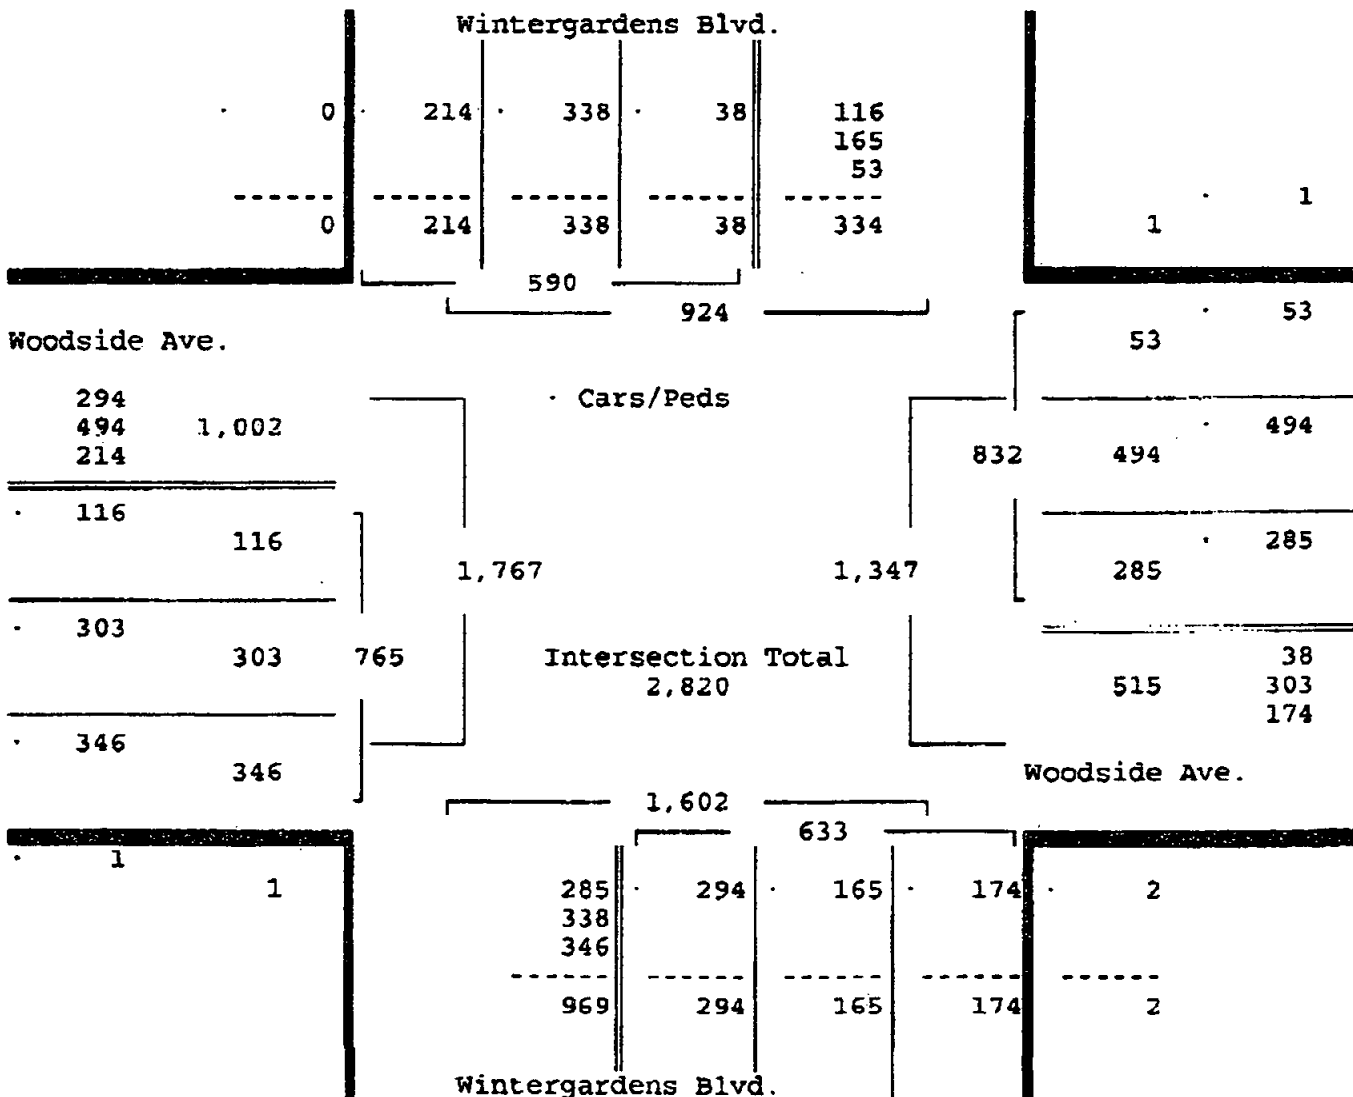 Wintergardens Blvd.
0 214 338 38 116
165
53
1
0 214 338 38 334 1
590
924 53
Woodside Ave. 53
294 Cars/Peds
494 1,002 494
214 832 494
116
116 285
1,767 1,347 285
303
303 765 Intersection Total 38
2,820 515 303
174
346
346 Woodside Ave.
1,602
633
1
1 285 294 165 174 2
338
346
969 294 165 174 2
Wintergardens Blvd.